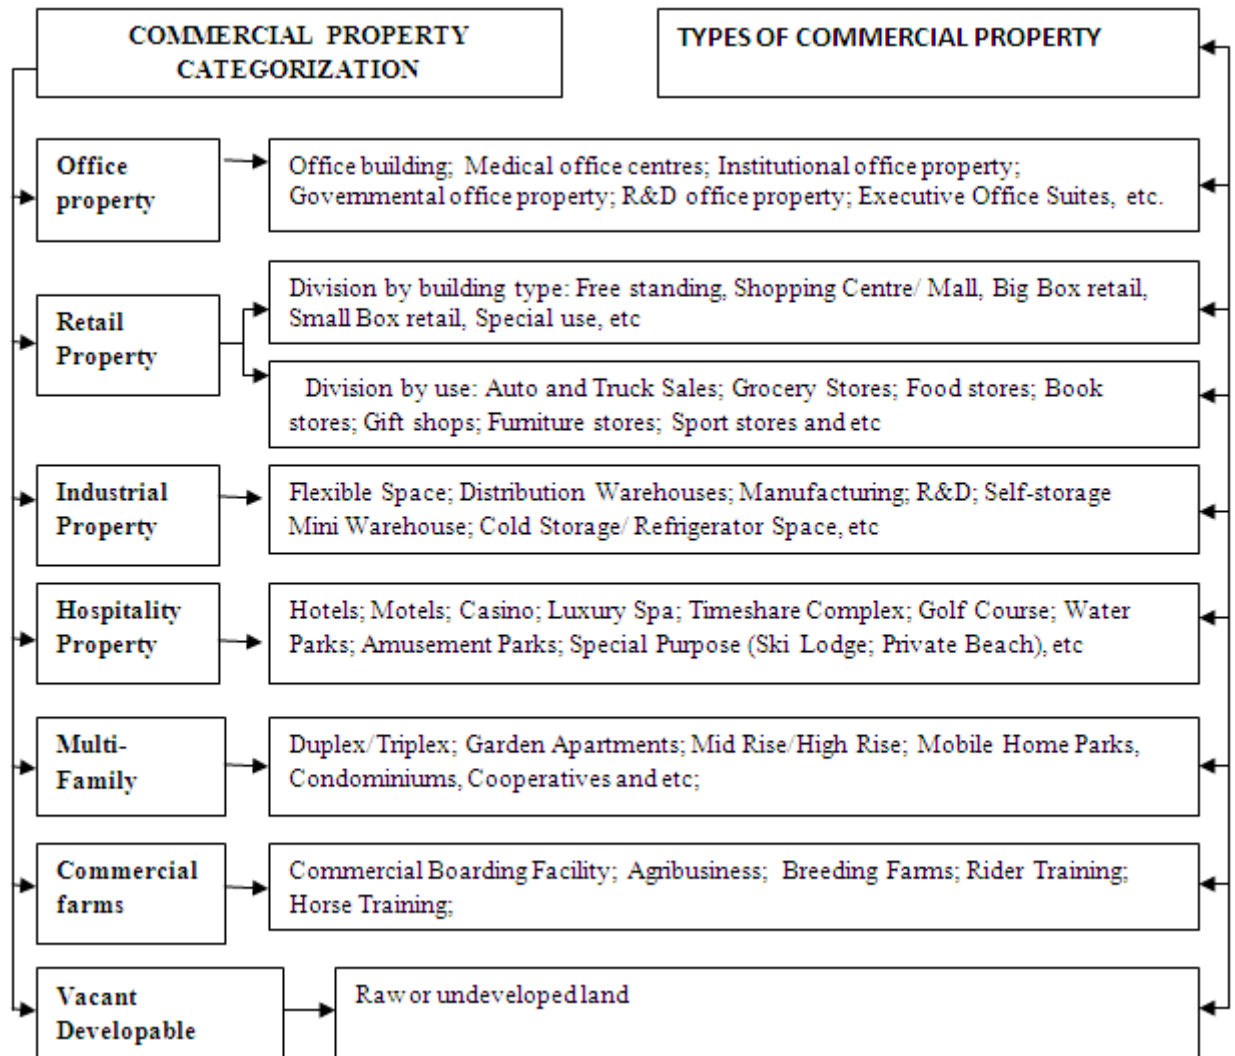 COMMERCIAL PROPERTY
CATEGORIZATION
TYPES OF COMMERCIAL PROPERTY
Office
property
Office building; Medical office centres; Institutional office property;
Governmental office property; R&D office property; Executive Office Suites, etc.
Retail
Property
Division by building type: Free standing, Shopping Centre/ Mall, Big Box retail,
Small Box retail, Special use, etc
Division by use: Auto and Truck Sales; Grocery Stores; Food stores; Book
stores; Gift shops; Furniture stores; Sport stores and etc
Industrial
Property
Flexible Space; Distribution Warehouses; Manufacturing; R&D; Self-storage
Mini Warehouse; Cold Storage/ Refrigerator Space, etc
Hospitality
Property
Hotels; Motels; Casino; Luxury Spa; Timeshare Complex; Golf Course; Water
Parks; Amusement Parks; Special Purpose (Ski Lodge; Private Beach), etc
Multi-
Family
Duplex/Triplex; Garden Apartments; Mid Rise/High Rise; Mobile Home Parks,
Condominiums, Cooperatives and etc;
Commercial
farms
Commercial Boarding Facility; Agribusiness; Breeding Farms; Rider Training;
Horse Training;
Vacant
Developable
Raw or undeveloped land